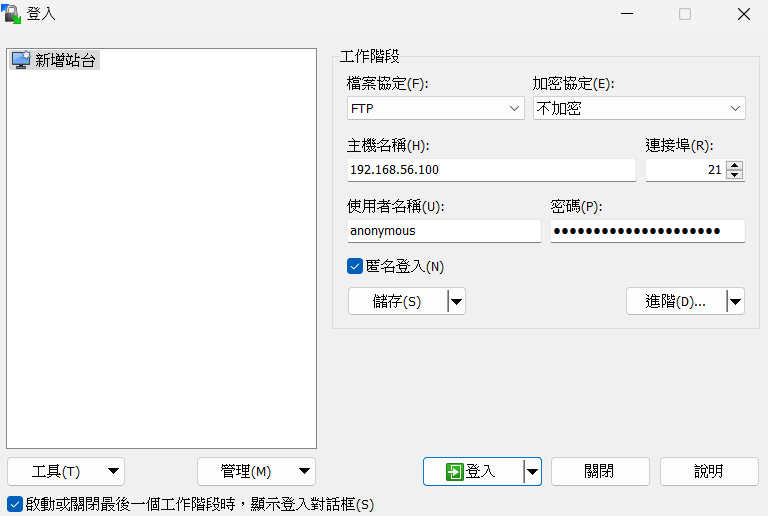 登入
新增站台
工作階段
檔案協定(F):
加密協定(E):
FTP
不加密
主機名稱(H):
連接埠(R):
192.168.56.100
21
使用者名稱(U):
密碼(P):
anonymous
●●●●●●●●●●●●●●●●●●●●●
匿名登入(N)
儲存(S)
進階(D)...
工具(T)
管理(M)
登入
關閉
說明
啟動或關閉最後一個工作階段時，顯示登入對話框(S)